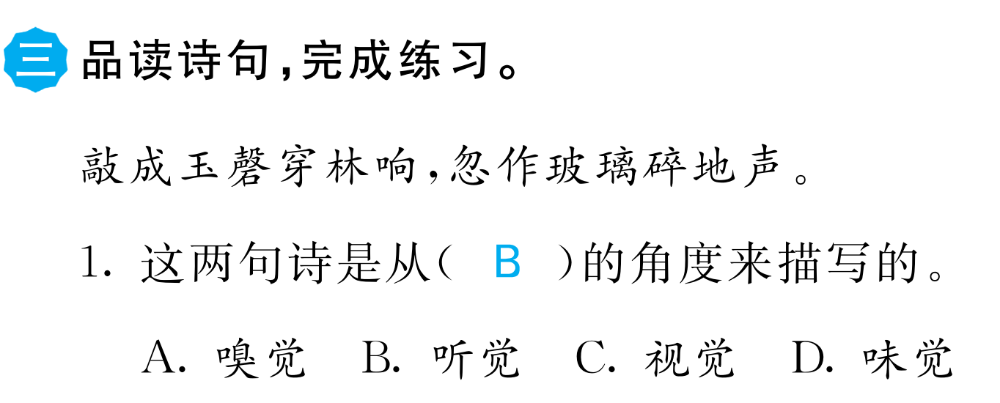 三 品读诗句,完成练习。
敲成玉磬穿林响,忽作玻璃碎地声。
1. 这两句诗是从( B )的角度来描写的。
A. 嗅觉 B. 听觉 C. 视觉 D. 味觉